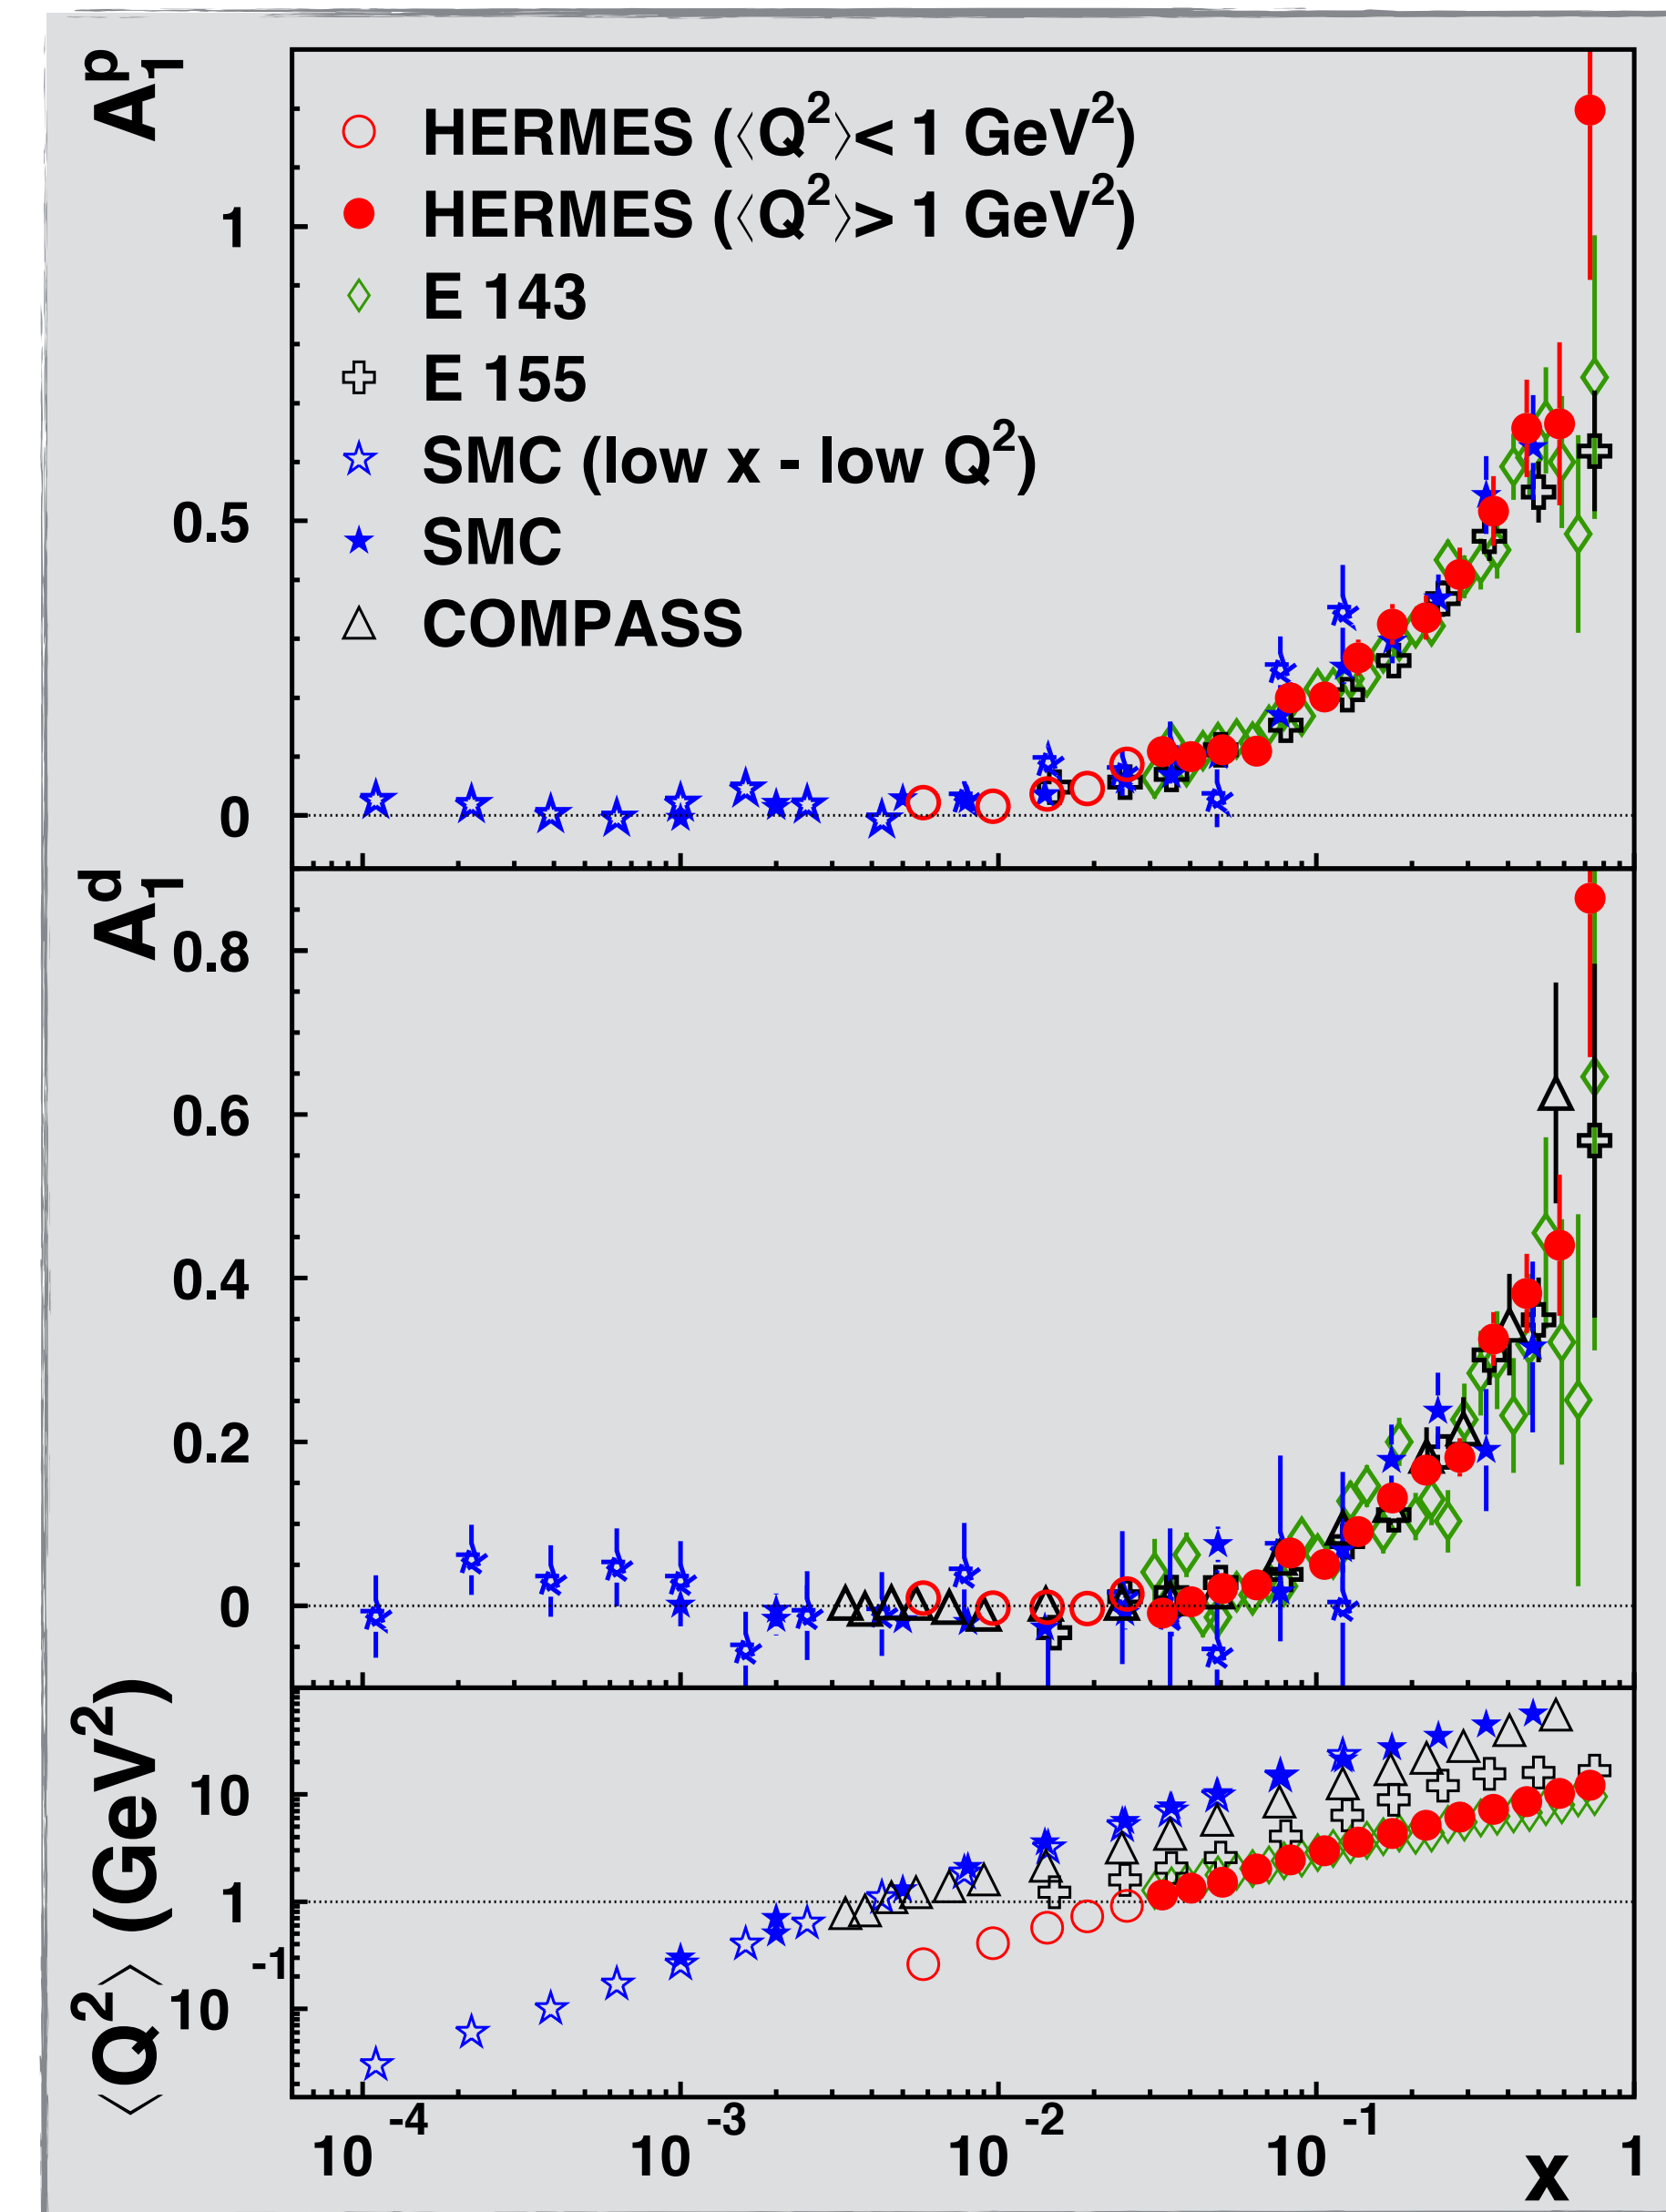 A₁ᵖ
HERMES (⟨Q²⟩< 1 GeV²)
HERMES (⟨Q²⟩> 1 GeV²)
E 143
E 155
SMC (low x - low Q²)
SMC
COMPASS
1
0.5
0
A₁ᵈ
0.8
0.6
0.4
0.2
0
⟨Q²⟩ (GeV²)
10
1
10⁻¹
10⁻⁴ 10⁻³ 10⁻² 10⁻¹ 1
x